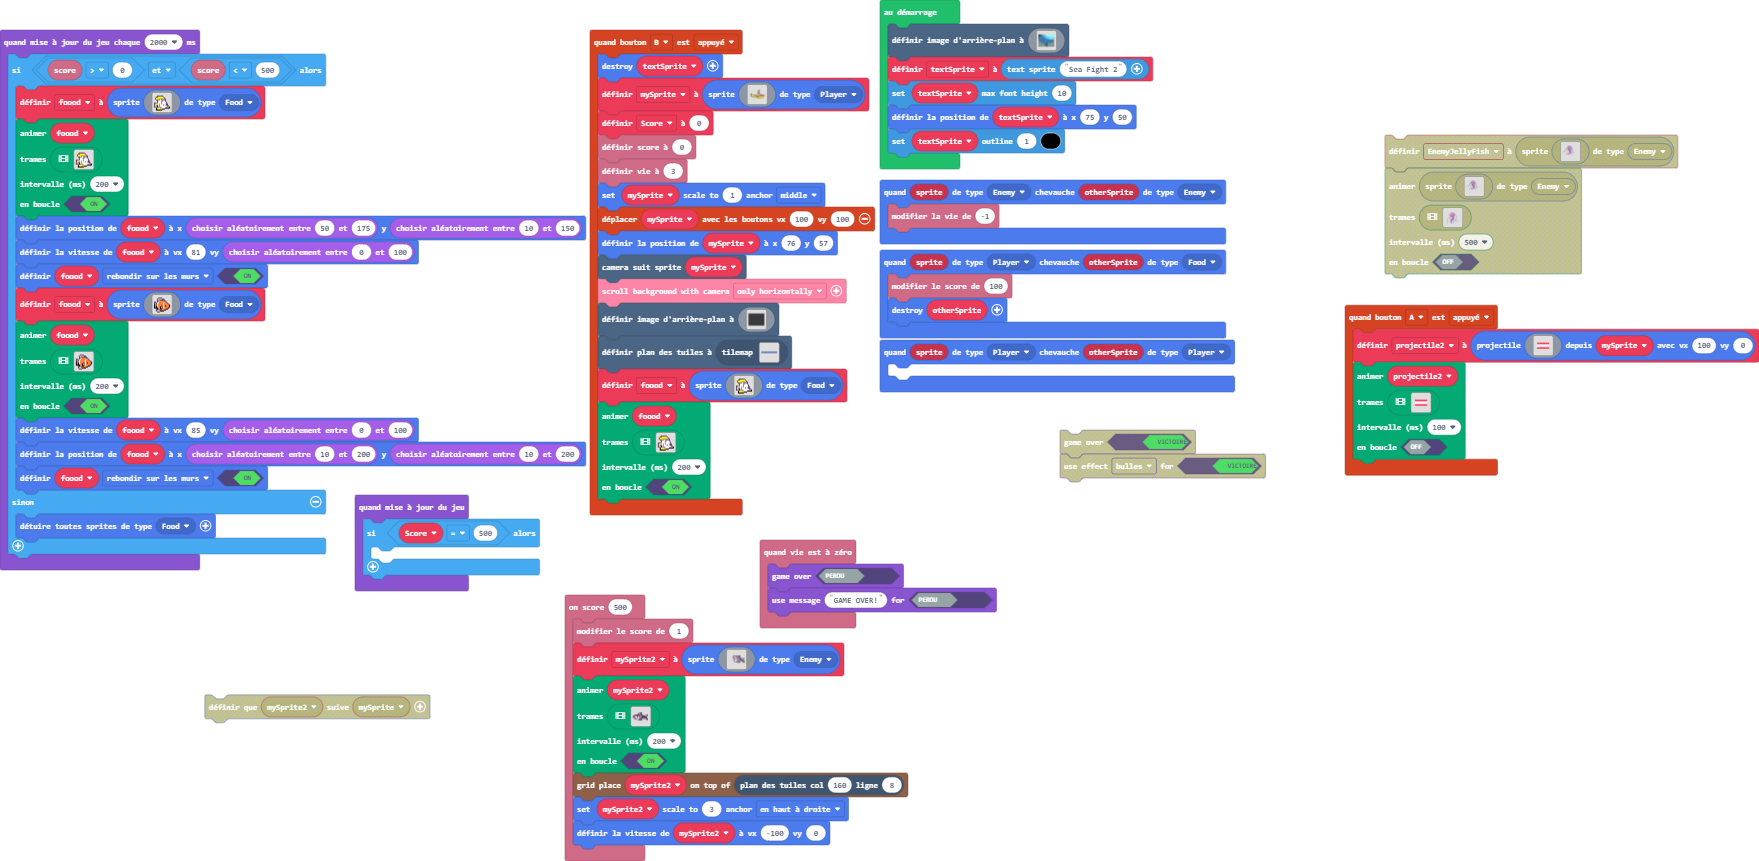 quand mise à jour du jeu chaque 2000 ms
si score > 0 et score < 500 alors
définir foood à sprite de type Food
animer foood
trames
intervalle (ms) 200
en boucle ON
définir la position de foood à x choisir aléatoirement entre 50 et 175 y choisir aléatoirement entre 10 et 150
définir la vitesse de foood à vx 81 vy choisir aléatoirement entre 0 et 100
définir foood rebondir sur les murs ON
définir foood à sprite de type Food
animer foood
trames
intervalle (ms) 200
en boucle ON
définir la vitesse de foood à vx 85 vy choisir aléatoirement entre 0 et 100
définir la position de foood à x choisir aléatoirement entre 10 et 200 y choisir aléatoirement entre 10 et 200
définir foood rebondir sur les murs ON
sinon
détuire toutes sprites de type Food
quand mise à jour du jeu
si Score = 500 alors
définir que mySprite2 suive mySprite
quand bouton B est appuyé
destroy textSprite
définir mySprite à sprite de type Player
définir Score à 0
définir score à 0
définir vie à 3
set mySprite scale to 1 anchor middle
déplacer mySprite avec les boutons vx 100 vy 100
définir la position de mySprite à x 76 y 57
camera suit sprite mySprite
scroll background with camera only horizontally
définir image d'arrière-plan à
définir plan des tuiles à tilemap
définir foood à sprite de type Food
animer foood
trames
intervalle (ms) 200
en boucle ON
on score 500
modifier le score de 1
définir mySprite2 à sprite de type Enemy
animer mySprite2
trames
intervalle (ms) 200
en boucle ON
grid place mySprite2 on top of plan des tuiles col 160 ligne 8
set mySprite2 scale to 3 anchor en haut à droite
définir la vitesse de mySprite2 à vx -100 vy 0
quand vie est à zéro
game over PERDU
use message "GAME OVER!" for PERDU
au démarrage
définir image d'arrière-plan à
définir textSprite à text sprite "Sea Fight 2"
set textSprite max font height 10
définir la position de textSprite à x 75 y 50
set textSprite outline 1
quand sprite de type Enemy chevauche otherSprite de type Enemy
modifier la vie de -1
quand sprite de type Player chevauche otherSprite de type Food
modifier le score de 100
destroy otherSprite
quand sprite de type Player chevauche otherSprite de type Player
game over VICTOIRE
use effect bulles for VICTOIRE
définir EnemyJellyFish à sprite de type Enemy
animer sprite de type Enemy
trames
intervalle (ms) 500
en boucle OFF
quand bouton A est appuyé
définir projectile2 à projectile depuis mySprite avec vx 100 vy 0
animer projectile2
trames
intervalle (ms) 100
en boucle OFF